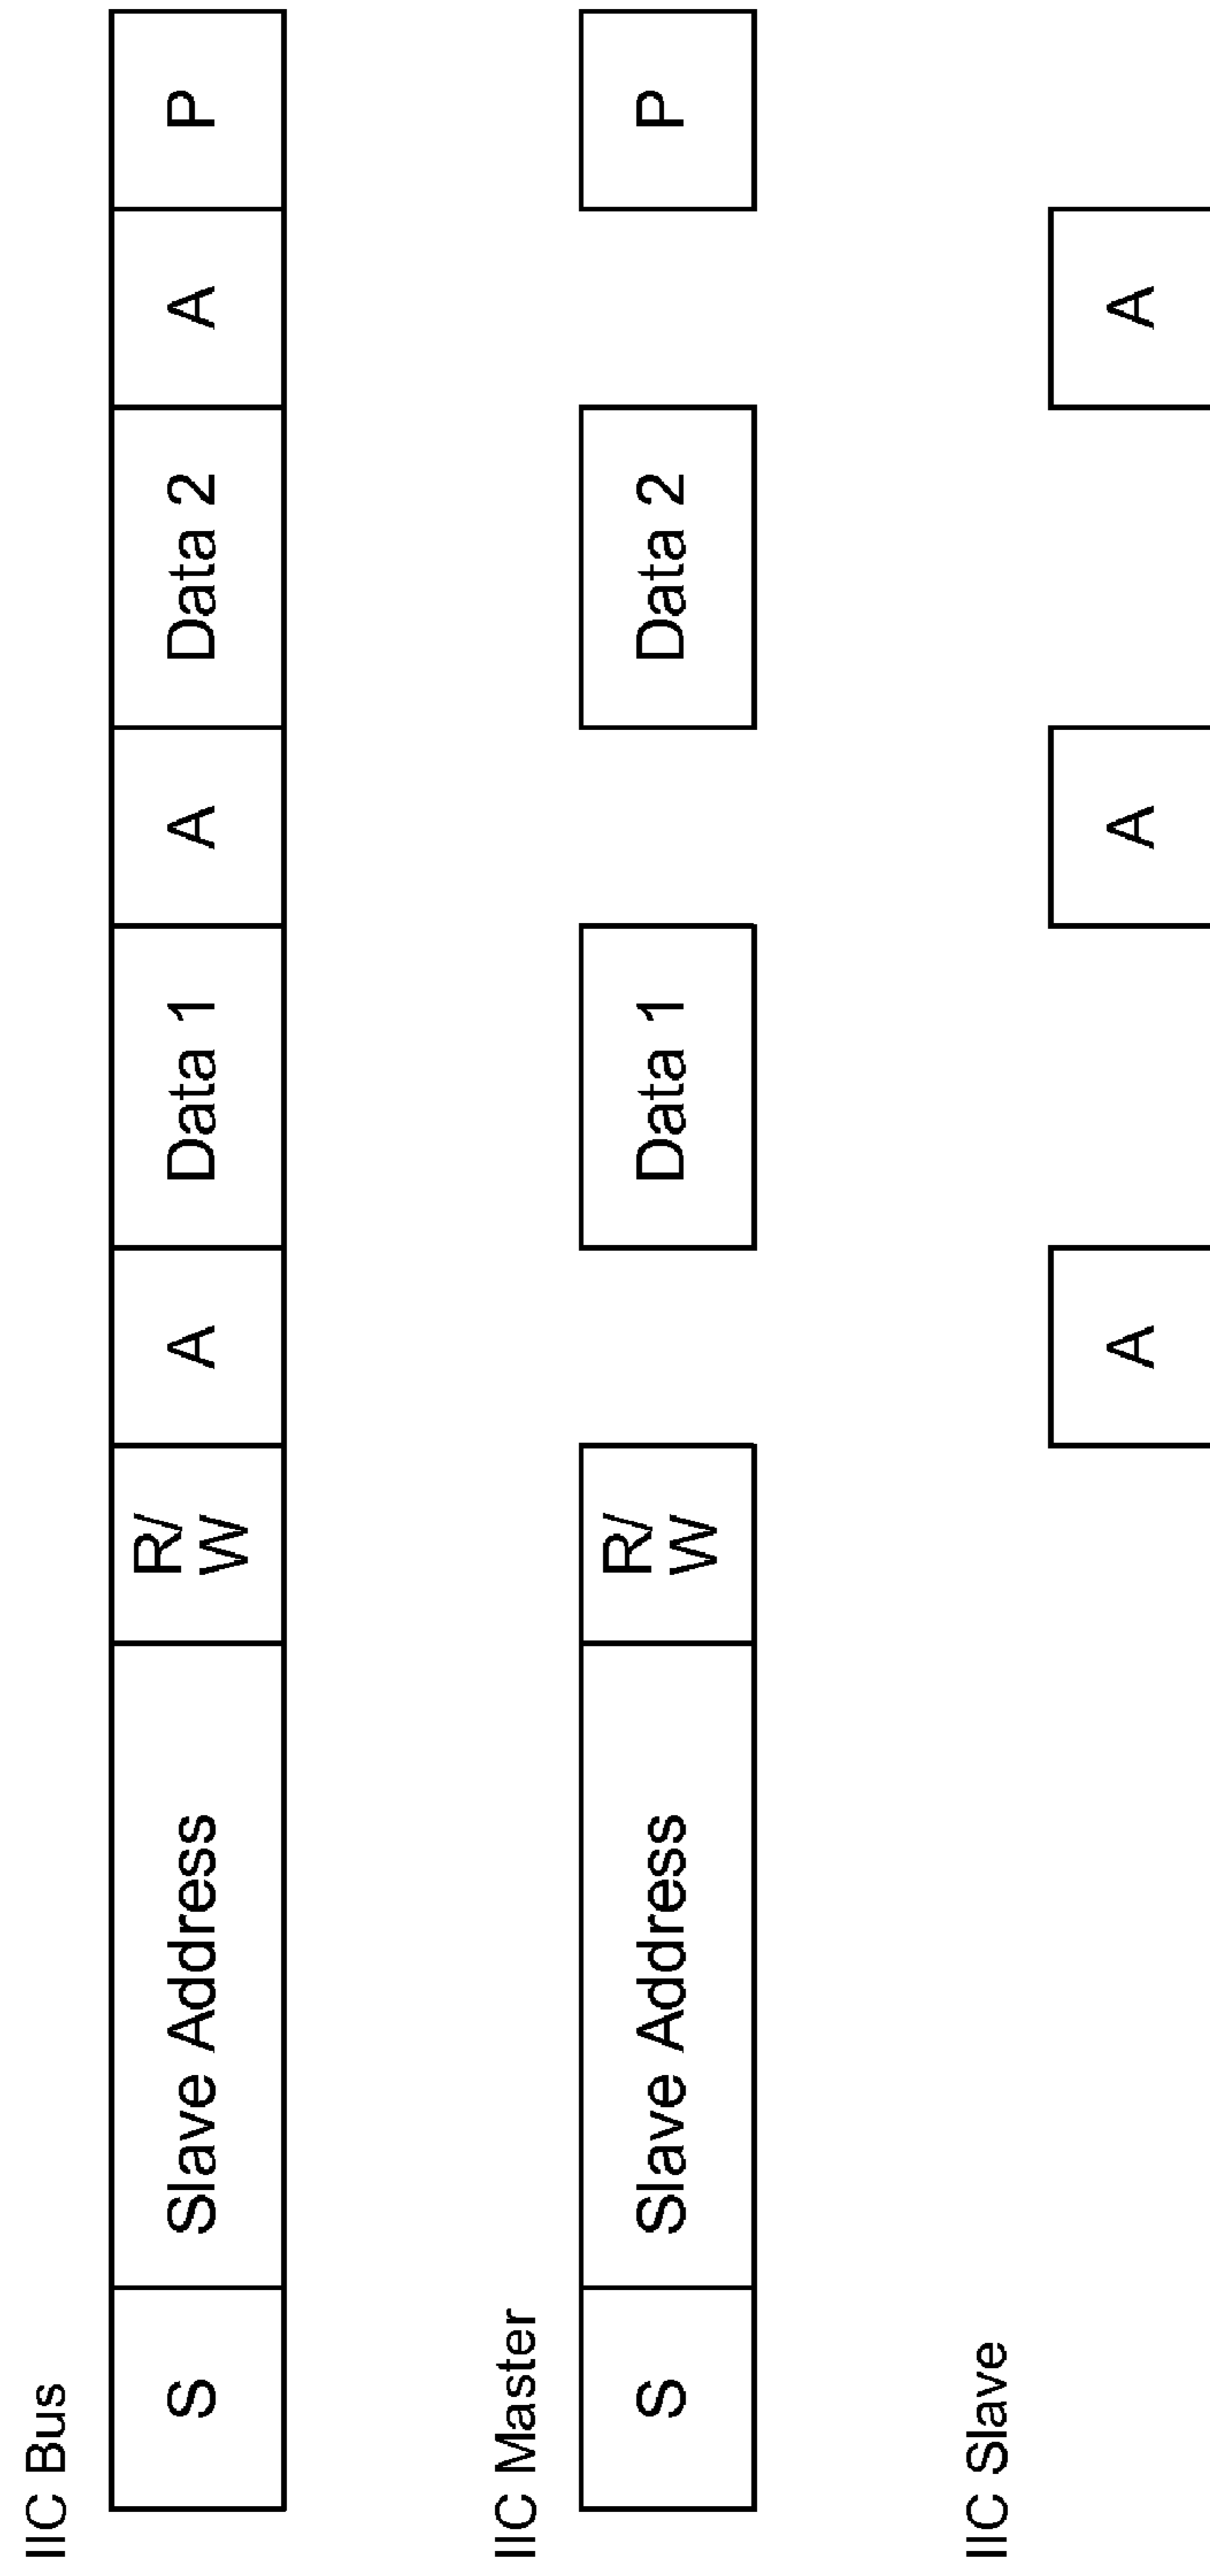 IIC Bus
S
Slave Address
R/
W
A
Data 1
A
Data 2
A
P
IIC Master
S
Slave Address
R/
W
Data 1
Data 2
P
IIC Slave
A
A
A